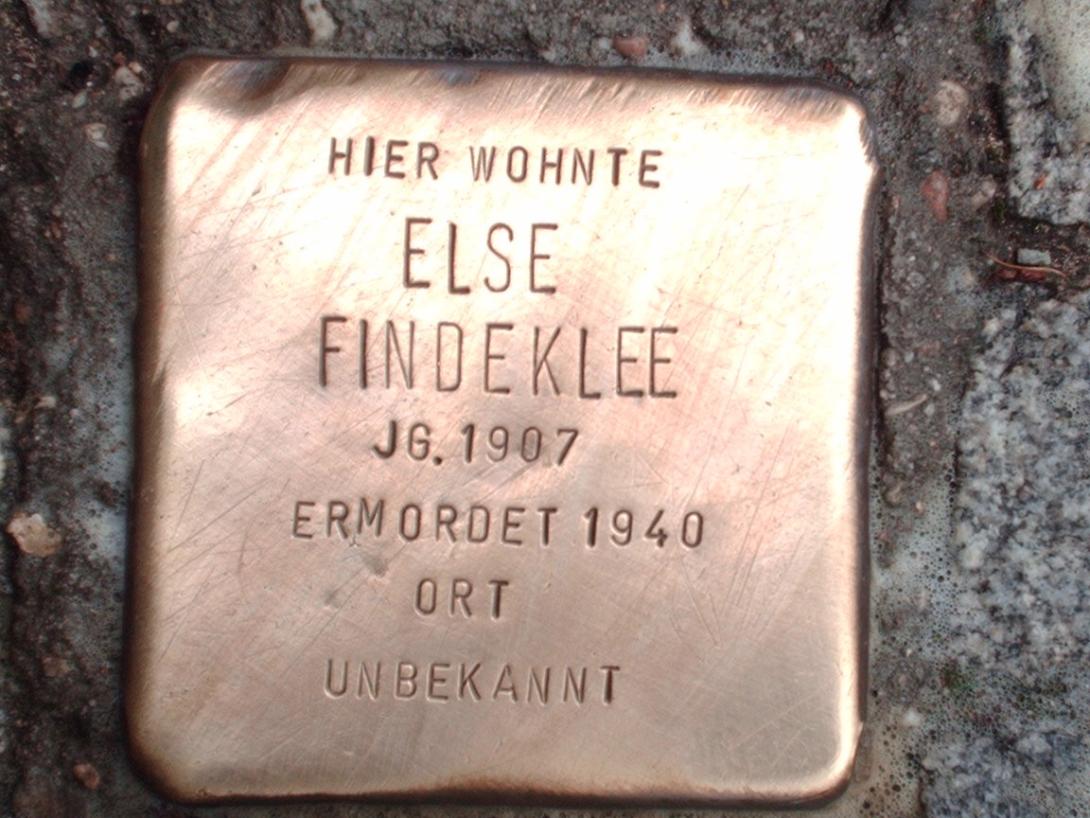 HIER WOHNTE
ELSE
FINDEKLEE
JG. 1907
ERMORDET 1940
ORT
UNBEKANNT